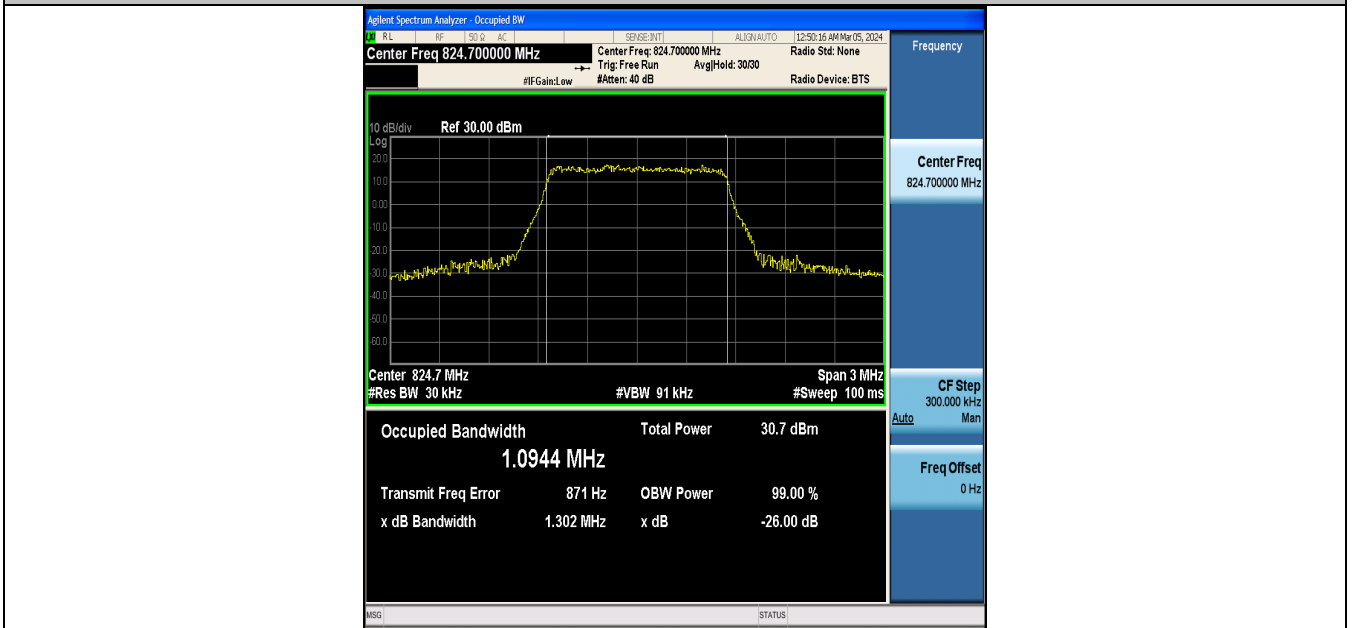 Agilent Spectrum Analyzer - Occupied BW
LXI RL RF 50 Ω AC SENSE:INT ALIGN AUTO 12:50:16 AM Mar 05, 2024
Center Freq 824.700000 MHz
Center Freq: 824.700000 MHz
Radio Std: None
Trig: Free Run Avg|Hold: 30/30
#IFGain:Low
#Atten: 40 dB
Radio Device: BTS
10 dB/div Ref 30.00 dBm
Log
20.0
10.0
0.00
-10.0
-20.0
-30.0
-40.0
-50.0
-60.0
Center 824.7 MHz Span 3 MHz
#Res BW 30 kHz #VBW 91 kHz #Sweep 100 ms
Occupied Bandwidth Total Power 30.7 dBm
1.0944 MHz
Transmit Freq Error 871 Hz OBW Power 99.00 %
x dB Bandwidth 1.302 MHz x dB -26.00 dB
MSG STATUS
Frequency
Center Freq
824.700000 MHz
CF Step
300.000 kHz
Auto Man
Freq Offset
0 Hz